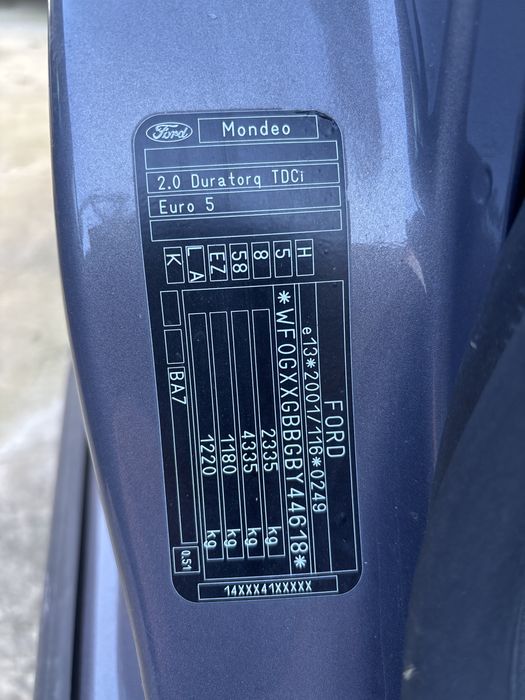 Ford
Mondeo
2.0 Duratorq TDCi
Euro 5
FORD
e13*2001/116*0249
*WF0GXXGBBGBY44618*
2335 kg
4335 kg
1180 kg
1220 kg
H
5
8
58
EZ
LA
K
BA7
0.51
14XXX41XXXXX